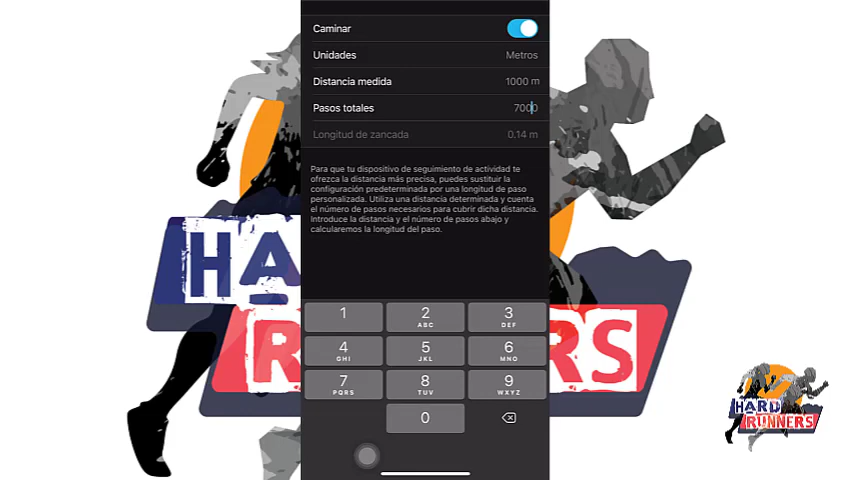 Caminar
Unidades Metros
Distancia medida 1000 m
Pasos totales 7000
Longitud de zancada 0,14 m
Para que tu dispositivo de seguimiento de actividad te
ofrezca la distancia más precisa, puedes sustituir la
configuración predeterminada por una longitud de paso
personalizada. Utiliza una distancia determinada y cuenta
el número de pasos necesarios para cubrir dicha distancia.
Introduce la distancia y el número de pasos abajo y
calcularemos la longitud del paso.
HA
R RS
1 2 3
ABC DEF
4 5 6
GHI JKL MNO
7 8 9
PQRS TUV WXYZ
0
HARD
RUNNERS